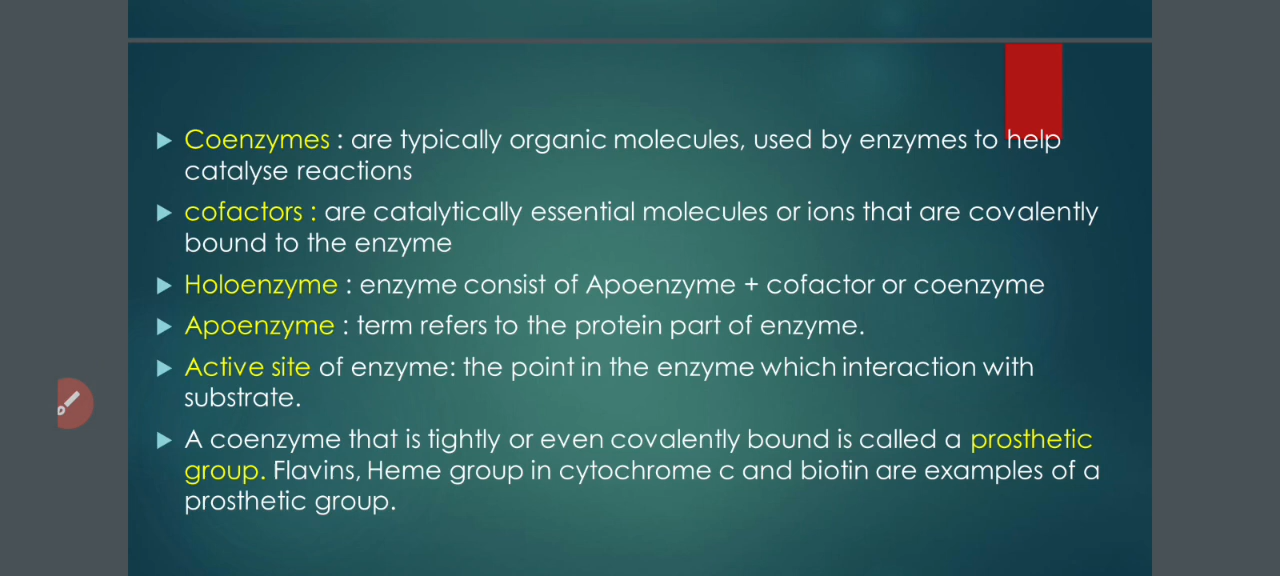 Coenzymes : are typically organic molecules, used by enzymes to help
catalyse reactions
cofactors : are catalytically essential molecules or ions that are covalently
bound to the enzyme
Holoenzyme : enzyme consist of Apoenzyme + cofactor or coenzyme
Apoenzyme : term refers to the protein part of enzyme.
Active site of enzyme: the point in the enzyme which interaction with
substrate.
A coenzyme that is tightly or even covalently bound is called a prosthetic
group. Flavins, Heme group in cytochrome c and biotin are examples of a
prosthetic group.